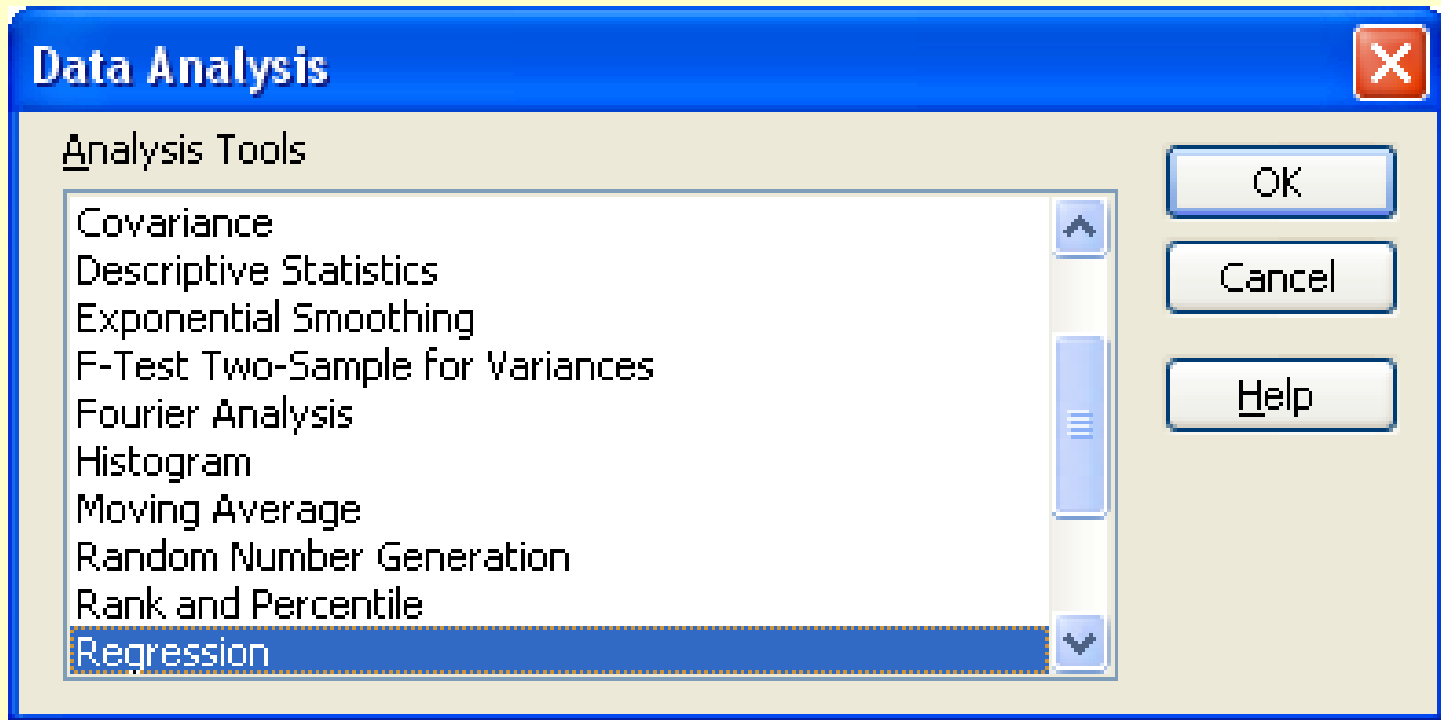 Data Analysis
Analysis Tools
Covariance
Descriptive Statistics
Exponential Smoothing
F-Test Two-Sample for Variances
Fourier Analysis
Histogram
Moving Average
Random Number Generation
Rank and Percentile
Regression
OK
Cancel
Help